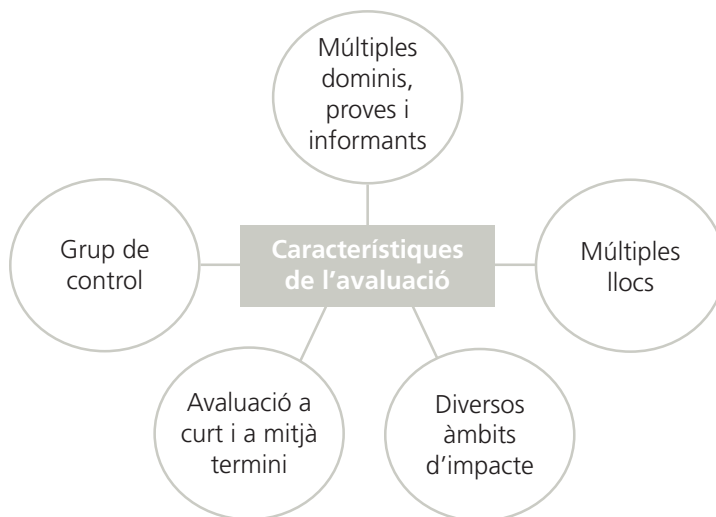 Múltiples
dominis,
proves i
informants
Grup de
control
Característiques
de l’avaluació
Múltiples
llocs
Avaluació a
curt i a mitjà
termini
Diversos
àmbits
d’impacte